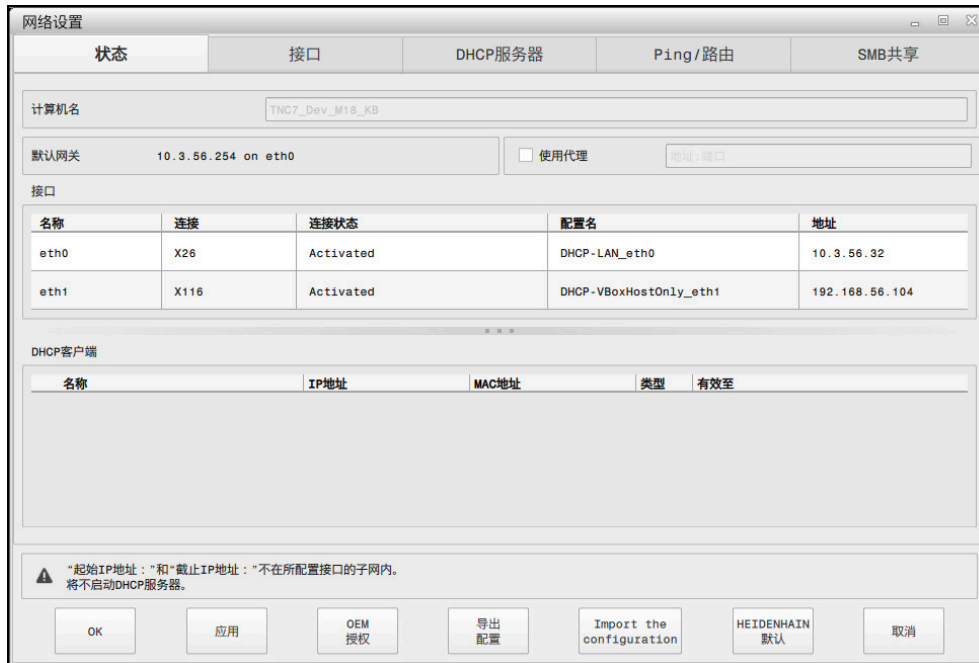 网络设置
状态 接口 DHCP服务器 Ping/路由 SMB共享
计算机名 TNC7_Dev_M18_KB
默认网关 10.3.56.254 on eth0 使用代理 地址:端口
接口
名称 连接 连接状态 配置名 地址
eth0 X26 Activated DHCP-LAN_eth0 10.3.56.32
eth1 X116 Activated DHCP-VBoxHostOnly_eth1 192.168.56.104
DHCP客户端
名称 IP地址 MAC地址 类型 有效至
"起始IP地址："和"截止IP地址："不在所配置接口的子网内。
将不启动DHCP服务器。
OK 应用 OEM 授权 导出 配置 Import the configuration HEIDENHAIN 默认 取消